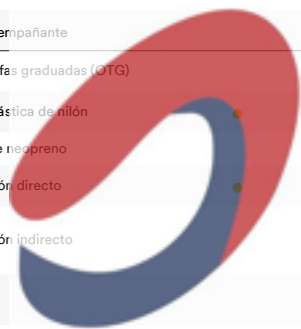 empañante
fas graduadas (OTG)
ástica de nilón
e neopreno
ón directo
ón indirecto